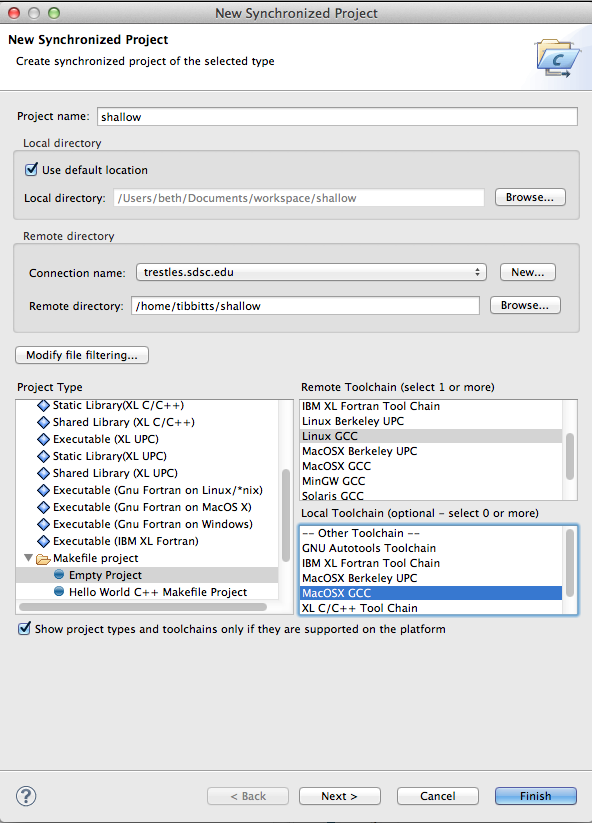 New Synchronized Project
New Synchronized Project
Create synchronized project of the selected type
Project name: shallow
Local directory
Use default location
Local directory: /Users/beth/Documents/workspace/shallow Browse...
Remote directory
Connection name: trestles.sdsc.edu New...
Remote directory: /home/tibbitts/shallow Browse...
Modify file filtering...
Project Type
Static Library(XL C/C++)
Shared Library (XL C/C++)
Executable (XL UPC)
Static Library(XL UPC)
Shared Library (XL UPC)
Executable (Gnu Fortran on Linux/*nix)
Executable (Gnu Fortran on MacOS X)
Executable (Gnu Fortran on Windows)
Executable (IBM XL Fortran)
Makefile project
Empty Project
Hello World C++ Makefile Project
Remote Toolchain (select 1 or more)
IBM XL Fortran Tool Chain
Linux Berkeley UPC
Linux GCC
MacOSX Berkeley UPC
MacOSX GCC
MinGW GCC
Solaris GCC
Local Toolchain (optional - select 0 or more)
-- Other Toolchain --
GNU Autotools Toolchain
IBM XL Fortran Tool Chain
MacOSX Berkeley UPC
MacOSX GCC
XL C/C++ Tool Chain
Show project types and toolchains only if they are supported on the platform
? < Back Next > Cancel Finish